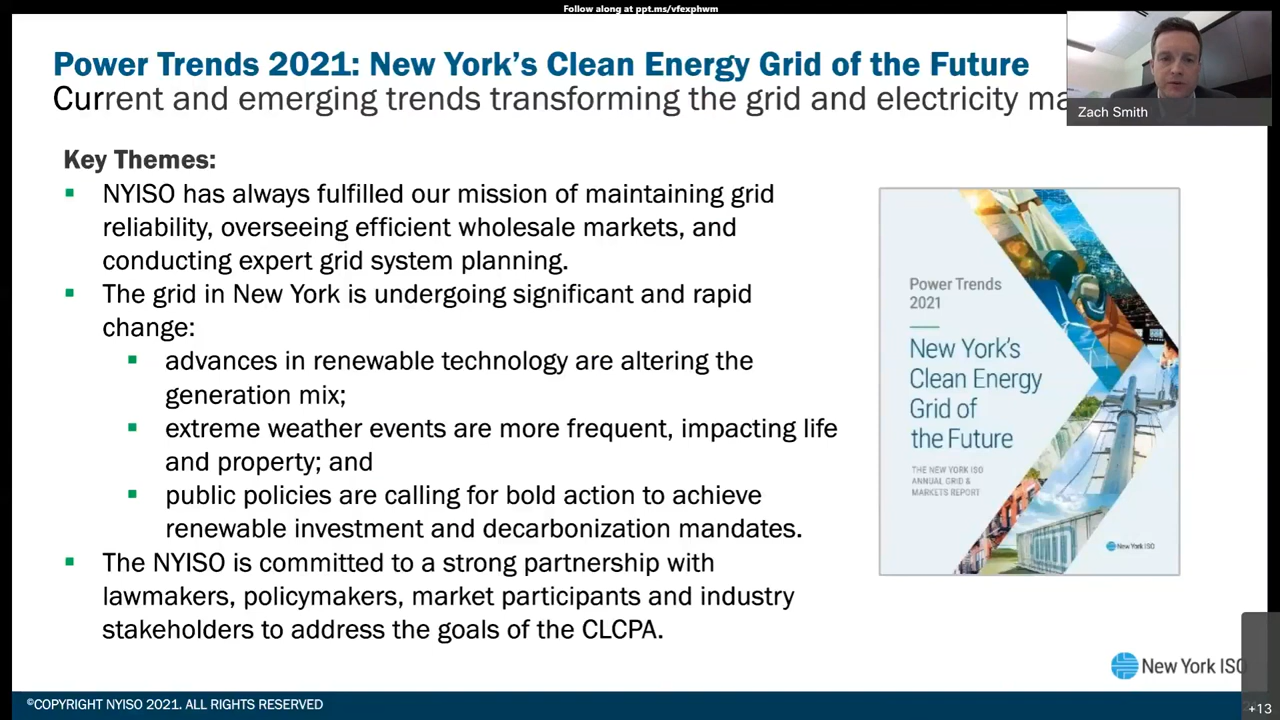 Follow along at ppt.ms/vfexphwm
Power Trends 2021: New York's Clean Energy Grid of the Future
Current and emerging trends transforming the grid and electricity ma
Zach Smith
Key Themes:
NYISO has always fulfilled our mission of maintaining grid
reliability, overseeing efficient wholesale markets, and
conducting expert grid system planning.
The grid in New York is undergoing significant and rapid
change:
advances in renewable technology are altering the
generation mix;
extreme weather events are more frequent, impacting life
and property; and
public policies are calling for bold action to achieve
renewable investment and decarbonization mandates.
The NYISO is committed to a strong partnership with
lawmakers, policymakers, market participants and industry
stakeholders to address the goals of the CLCPA.
Power Trends
2021
New York's
Clean Energy
Grid of
the Future
THE NEW YORK ISO
ANNUAL GRID &
MARKETS REPORT
New York ISO
New York ISO
©COPYRIGHT NYISO 2021. ALL RIGHTS RESERVED
+13